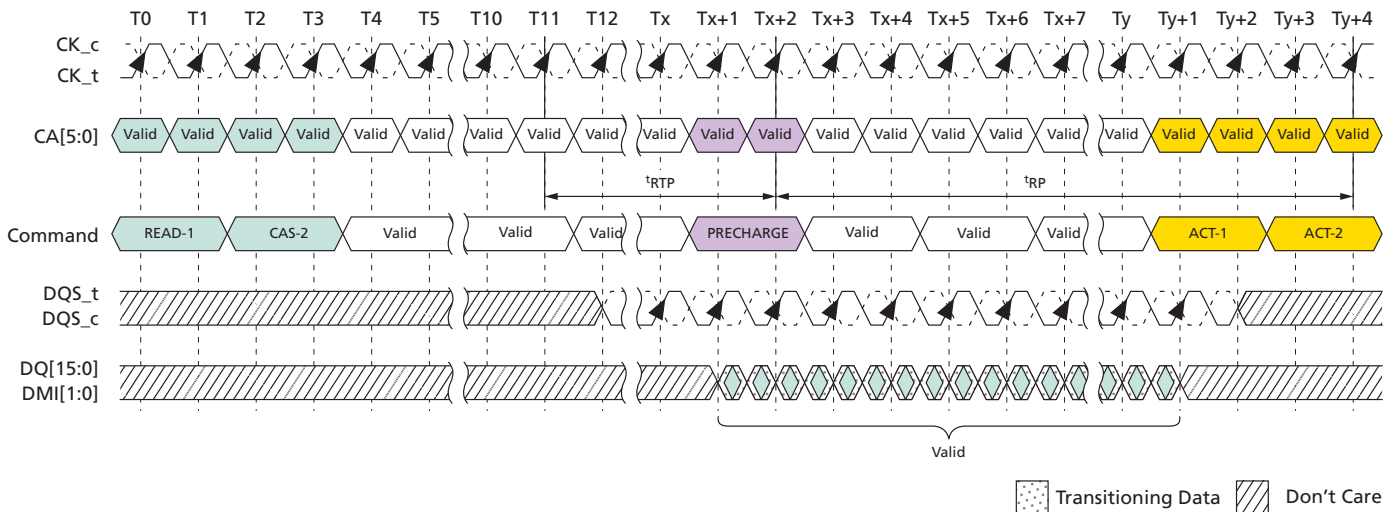 T0 T1 T2 T3 T4 T5 T10 T11 T12 Tx Tx+1 Tx+2 Tx+3 Tx+4 Tx+5 Tx+6 Tx+7 Ty Ty+1 Ty+2 Ty+3 Ty+4
CK_c
CK_t
CA[5:0] Valid Valid Valid Valid Valid Valid Valid Valid Valid Valid Valid Valid Valid Valid Valid Valid Valid Valid Valid Valid Valid Valid
tRTP tRP
Command READ-1 CAS-2 Valid Valid Valid PRECHARGE Valid Valid Valid ACT-1 ACT-2
DQS_t
DQS_c
DQ[15:0]
DMI[1:0]
Valid
Transitioning Data Don't Care